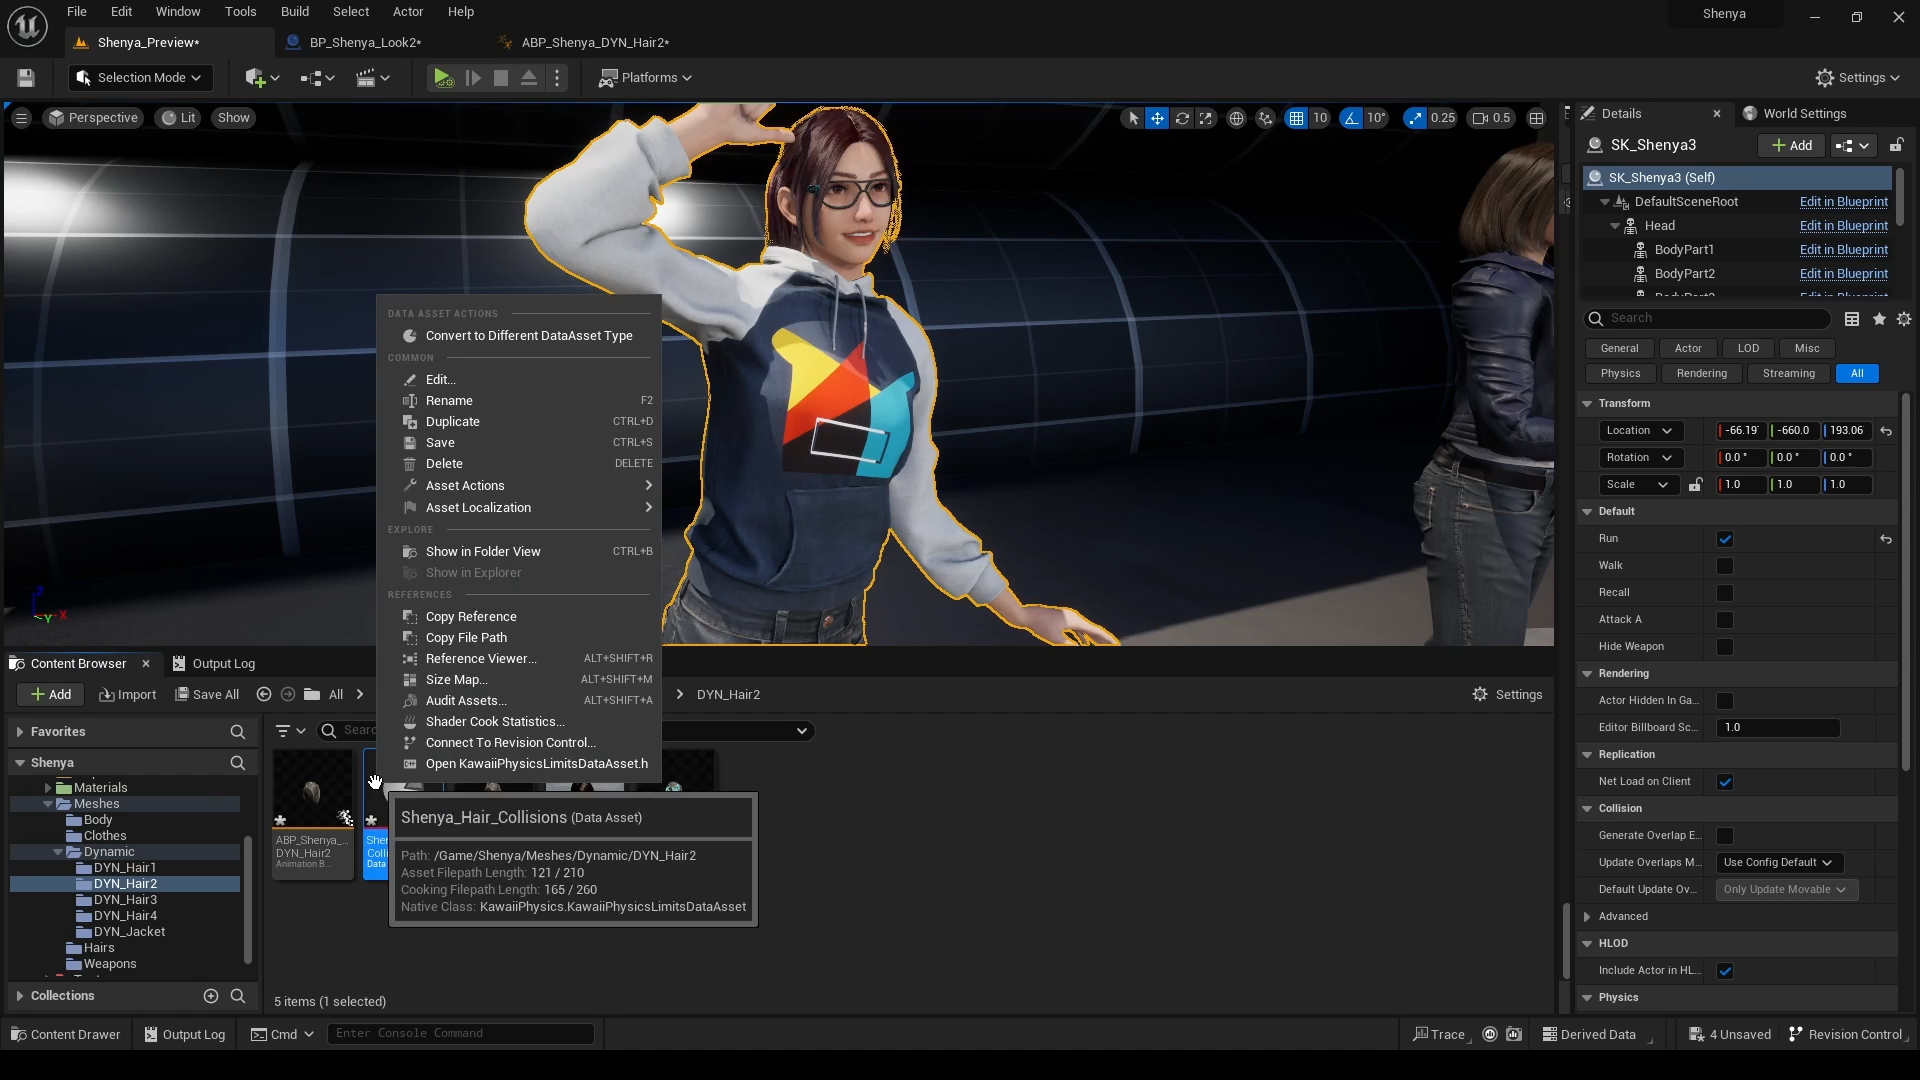 File Edit Window Tools Build Select Actor Help
Shenya
Shenya_Preview*
BP_Shenya_Look2*
ABP_Shenya_DYN_Hair2*
Selection Mode
Platforms
Settings
Perspective
Lit
Show
10
10°
0.25
0.5
Details
World Settings
SK_Shenya3
Add
SK_Shenya3 (Self)
DefaultSceneRoot Edit in Blueprint
Head Edit in Blueprint
BodyPart1 Edit in Blueprint
BodyPart2 Edit in Blueprint
Search
General Actor LOD Misc
Physics Rendering Streaming All
Transform
Location -66.19 -660.0 193.06
Rotation 0.0 ° 0.0 ° 0.0 °
Scale 1.0 1.0 1.0
Default
Run
Walk
Recall
Attack A
Hide Weapon
Rendering
Actor Hidden In Ga...
Editor Billboard Sc... 1.0
Replication
Net Load on Client
Collision
Generate Overlap E...
Update Overlaps M... Use Config Default
Default Update Ov... Only Update Movable
Advanced
HLOD
Include Actor in HL...
Physics
DATA ASSET ACTIONS
Convert to Different DataAsset Type
COMMON
Edit...
Rename F2
Duplicate CTRL+D
Save CTRL+S
Delete DELETE
Asset Actions
Asset Localization
EXPLORE
Show in Folder View CTRL+B
Show in Explorer
REFERENCES
Copy Reference
Copy File Path
Reference Viewer... ALT+SHIFT+R
Size Map... ALT+SHIFT+M
Audit Assets... ALT+SHIFT+A
Shader Cook Statistics...
Connect To Revision Control...
Open KawaiiPhysicsLimitsDataAsset.h
Z
X
Y
Content Browser
Output Log
Add
Import
Save All
All
DYN_Hair2
Settings
Favorites
Shenya
Materials
Meshes
Body
Clothes
Dynamic
DYN_Hair1
DYN_Hair2
DYN_Hair3
DYN_Hair4
DYN_Jacket
Hairs
Weapons
Collections
ABP_Shenya_...
DYN_Hair2
Animation B...
Shenya_Hair_Collisions (Data Asset)
Path: /Game/Shenya/Meshes/Dynamic/DYN_Hair2
Asset Filepath Length: 121 / 210
Cooking Filepath Length: 165 / 260
Native Class: KawaiiPhysics.KawaiiPhysicsLimitsDataAsset
5 items (1 selected)
Content Drawer
Output Log
Cmd
Enter Console Command
Trace
Derived Data
4 Unsaved
Revision Control